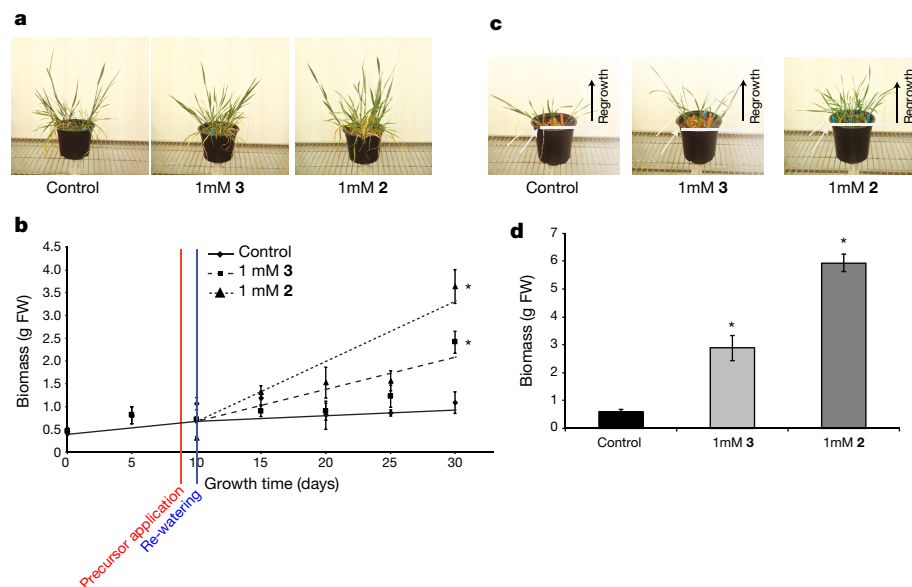 a
Control
1mM 3
1mM 2
c
Regrowth
Regrowth
Regrowth
Control
1mM 3
1mM 2
b
Biomass (g FW)
4.5
4.0
3.5
3.0
2.5
2.0
1.5
1.0
0.5
0
Control
1 mM 3
1 mM 2
*
*
0
5
10
15
20
25
30
Growth time (days)
Precursor application
Re-watering
d
Biomass (g FW)
7
6
5
4
3
2
1
0
*
*
Control
1mM 3
1mM 2